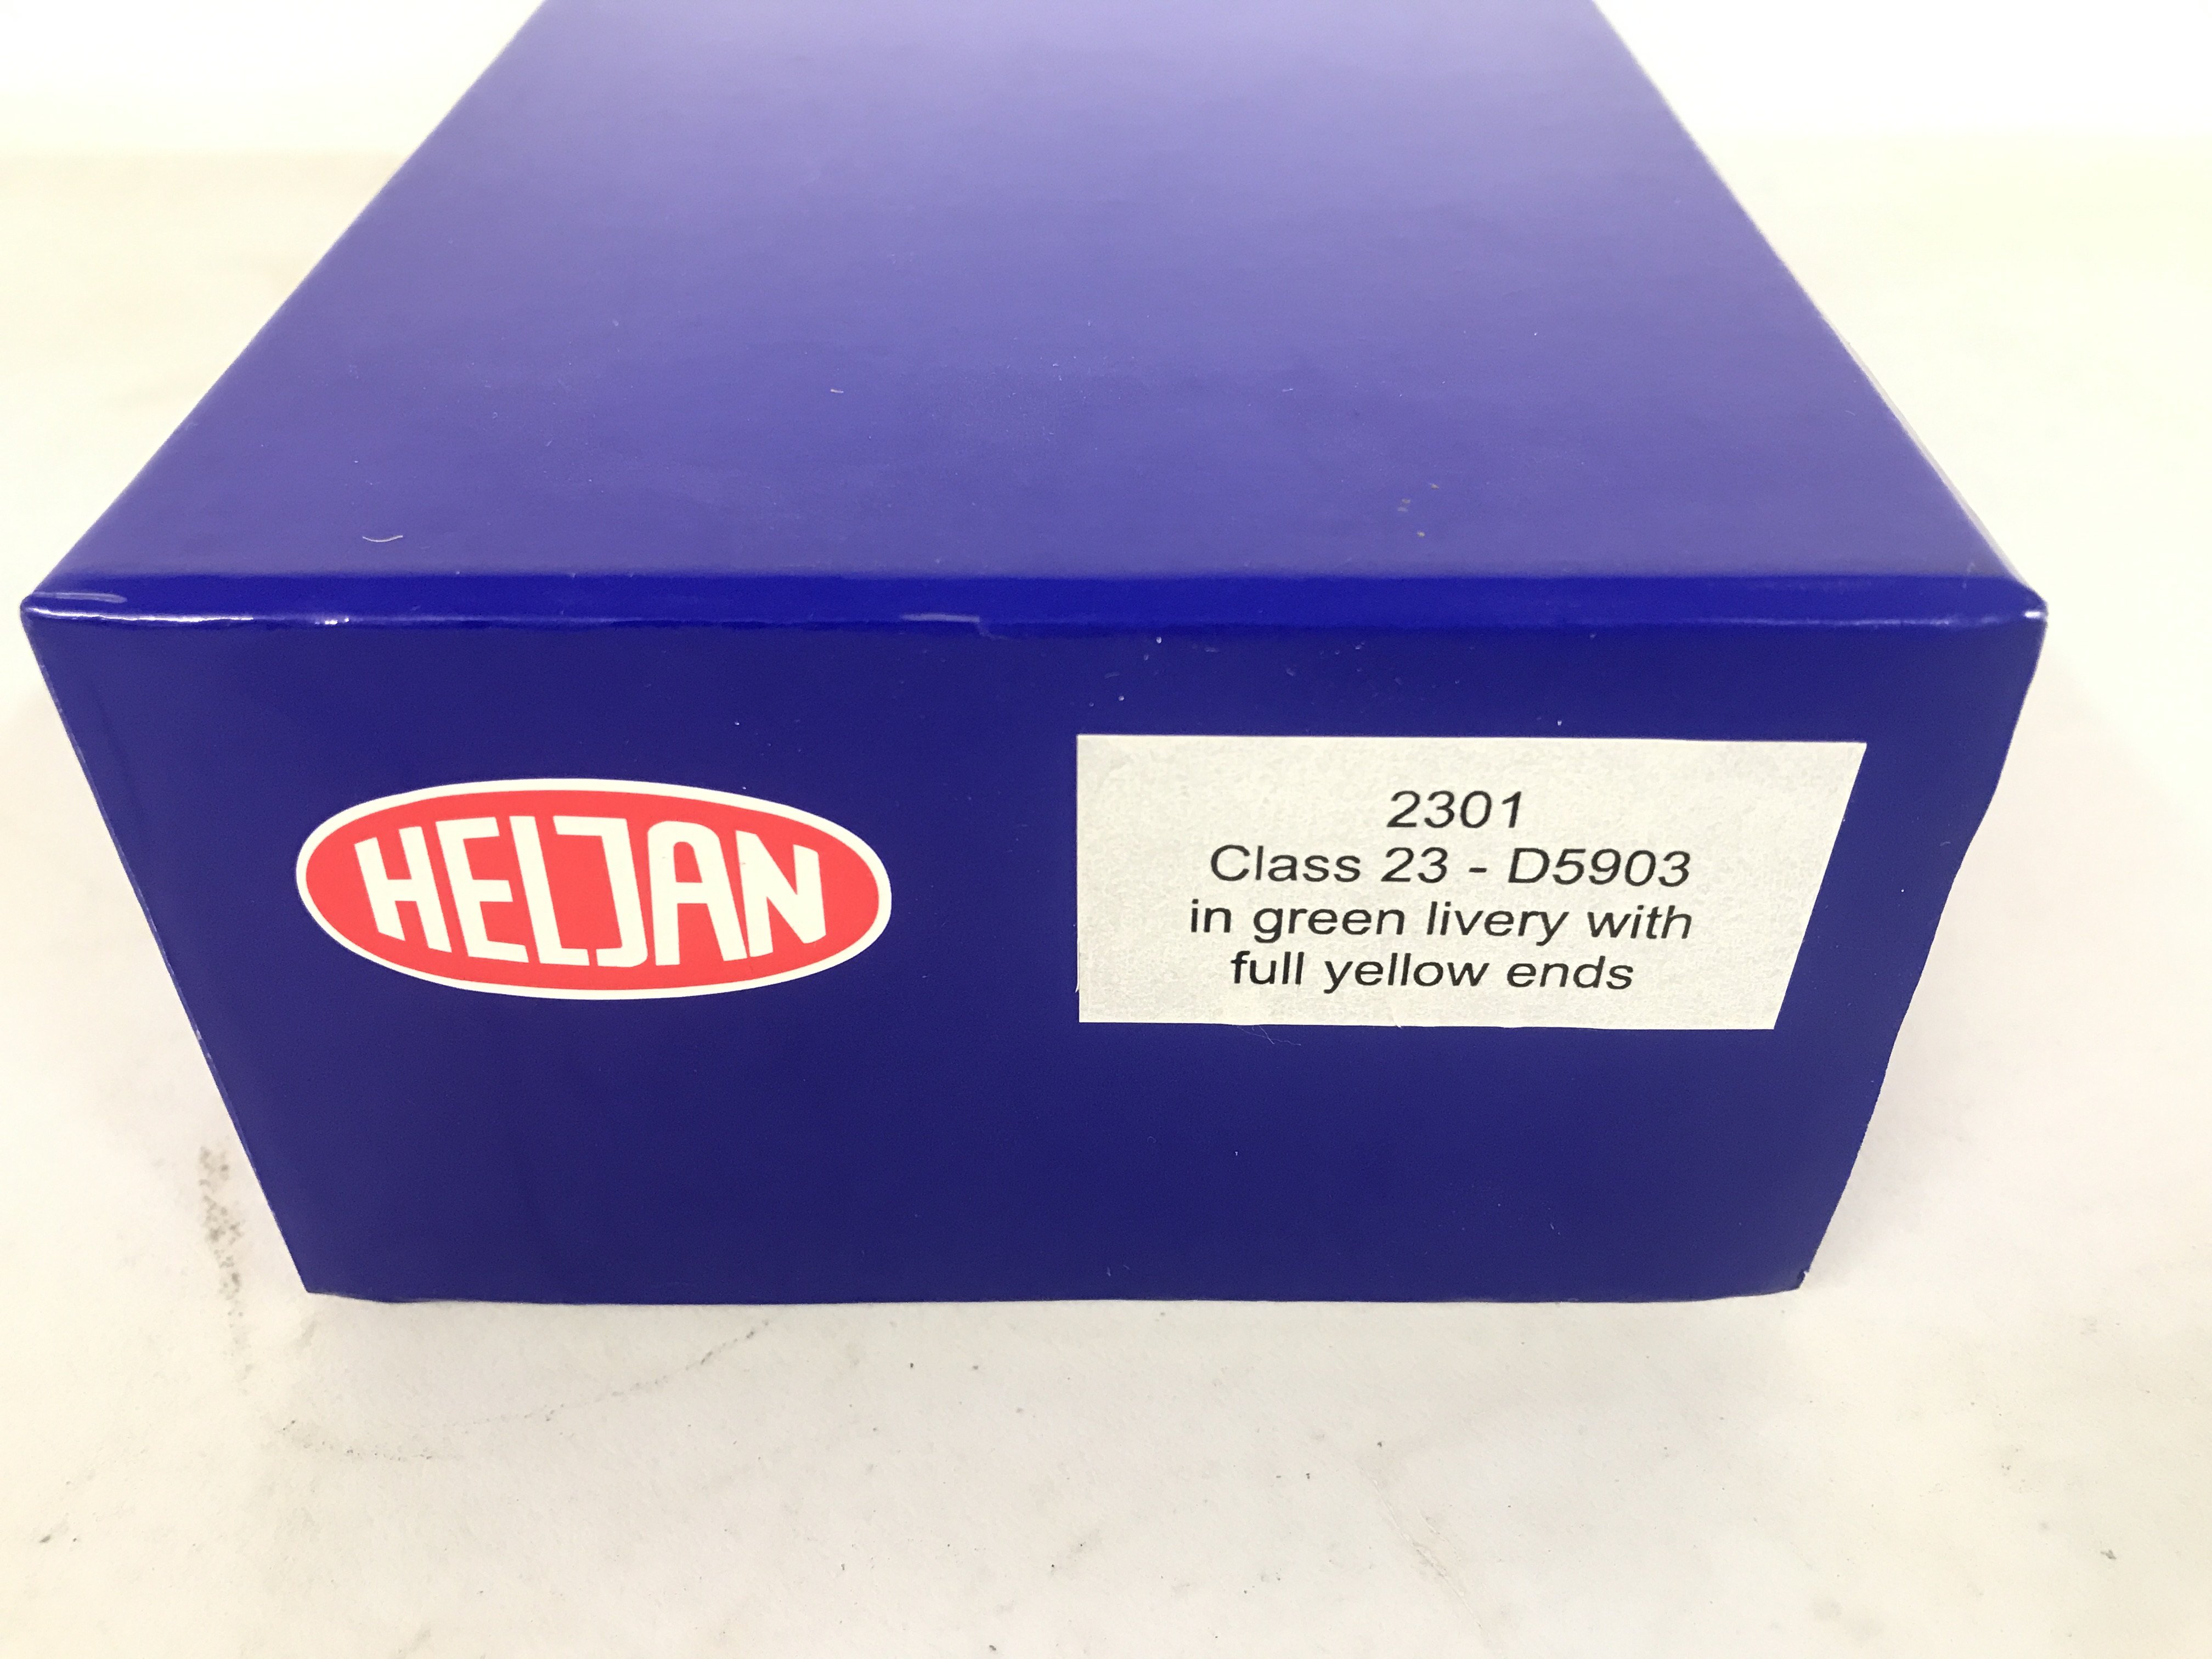 HELJAN
2301
Class 23 - D5903
in green livery with
full yellow ends